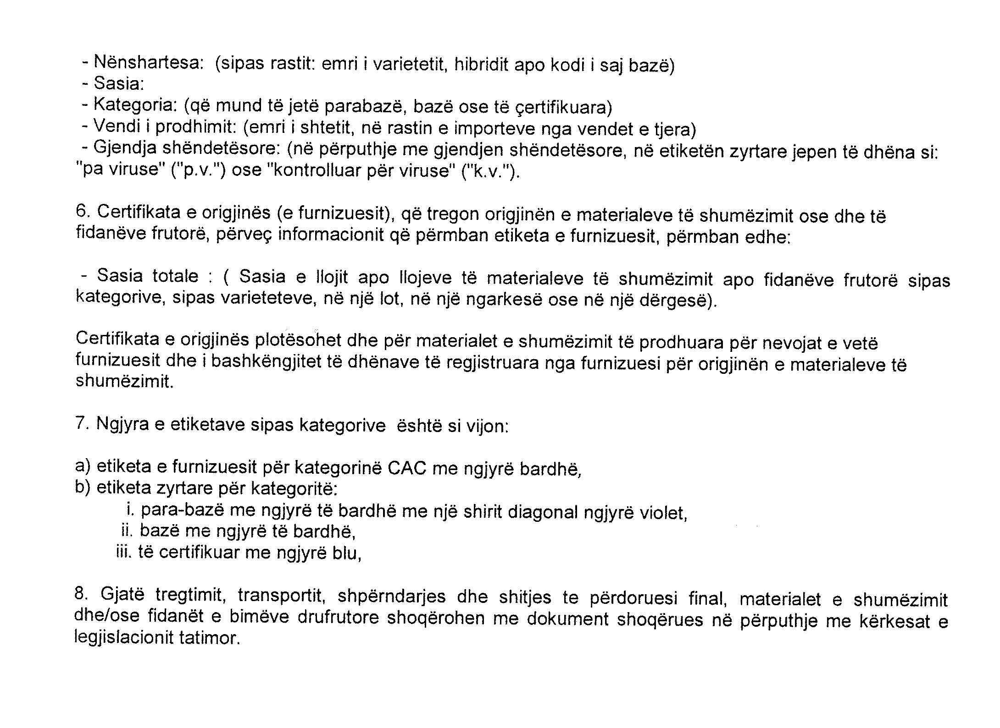 - Nënshartesa:  (sipas rastit: emri i varietetit, hibridit apo kodi i saj bazë)
- Sasia:
- Kategoria: (që mund të jetë parabazë, bazë ose të çertifikuara)
- Vendi i prodhimit: (emri i shtetit, në rastin e importeve nga vendet e tjera)
- Gjendja shëndetësore: (në përputhje me gjendjen shëndetësore, në etiketën zyrtare jepen të dhëna si:
"pa viruse" ("p.v.") ose "kontrolluar për viruse" ("k.v.").
6. Certifikata e origjinës (e furnizuesit), që tregon origjinën e materialeve të shumëzimit ose dhe të
fidanëve frutorë, përveç informacionit që përmban etiketa e furnizuesit, përmban edhe:
- Sasia totale : ( Sasia e llojit apo llojeve të materialeve të shumëzimit apo fidanëve frutorë sipas
kategorive, sipas varieteteve, në një lot, në një ngarkesë ose në një dërgesë).
Certifikata e origjinës plotësohet dhe për materialet e shumëzimit të prodhuara për nevojat e vetë
furnizuesit dhe i bashkëngjitet të dhënave të regjistruara nga furnizuesi për origjinën e materialeve të
shumëzimit.
7. Ngjyra e etiketave sipas kategorive  është si vijon:
a) etiketa e furnizuesit për kategorinë CAC me ngjyrë bardhë,
b) etiketa zyrtare për kategoritë:
i. para-bazë me ngjyrë të bardhë me një shirit diagonal ngjyrë violet,
ii. bazë me ngjyrë të bardhë,
iii. të certifikuar me ngjyrë blu,
8. Gjatë tregtimit, transportit, shpërndarjes dhe shitjes te përdoruesi final, materialet e shumëzimit
dhe/ose fidanët e bimëve drufrutore shoqërohen me dokument shoqërues në përputhje me kërkesat e
legjislacionit tatimor.